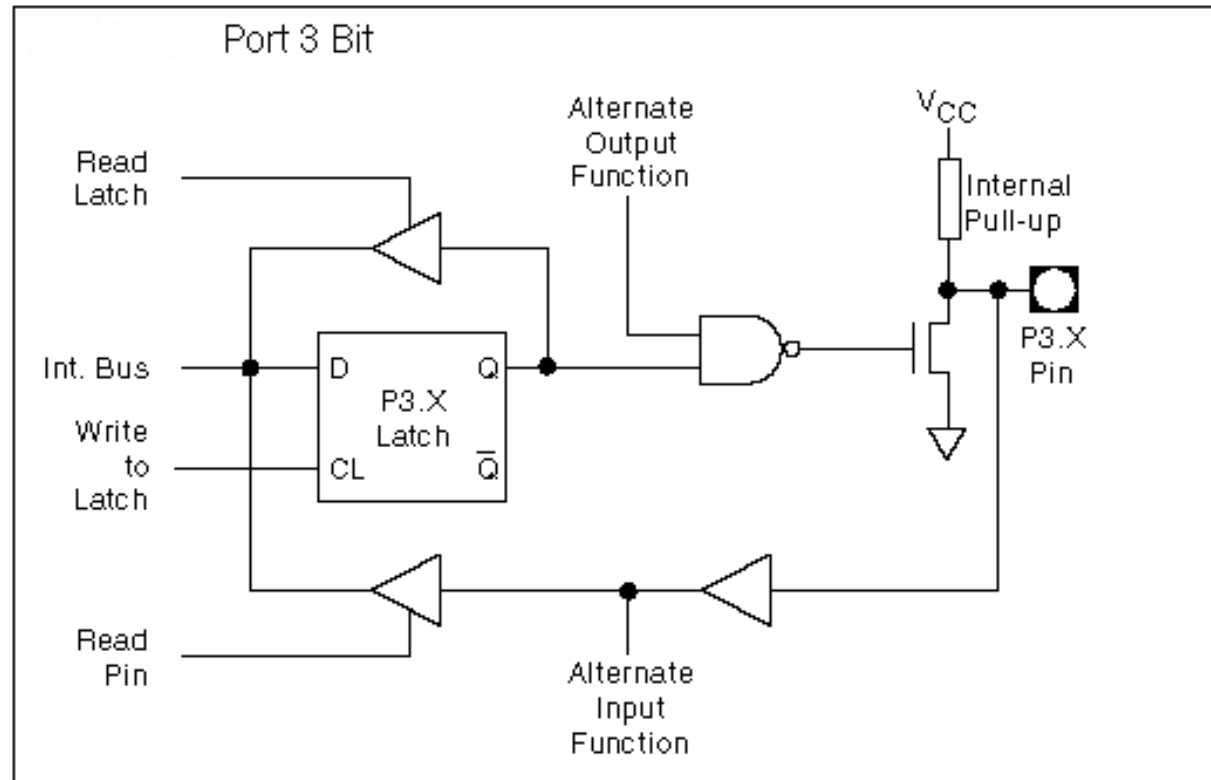 Port 3 Bit
Alternate
Output
Function
VCC
Read
Latch
Internal
Pull-up
Int. Bus
D
Q
P3.X
Latch
P3.X
Pin
Write
to
Latch
CL
Q̅
Read
Pin
Alternate
Input
Function